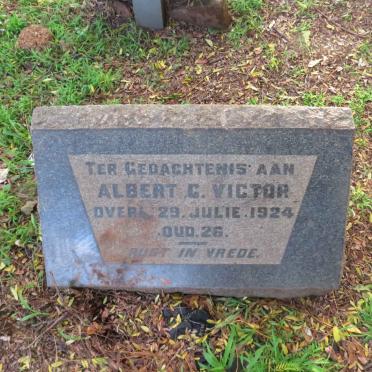 TER GEDACHTENIS AAN
ALBERT C. VICTOR
OVERL. 29. JULIE. 1924
OUD. 26.
RUST IN VREDE.